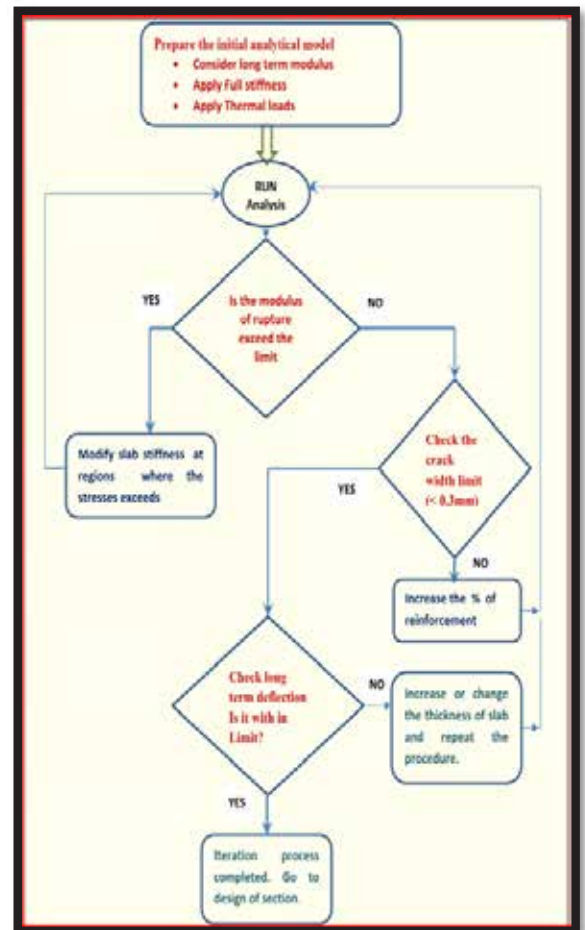 Prepare the initial analytical model
• Consider long term modulus
• Apply Full stiffness
• Apply Thermal loads
RUN
Analysis
YES
Is the modulus
of rupture
exceed the
limit
NO
Modify slab stiffness at
regions where the
stresses exceeds
Check the
crack
width limit
(< 0.3mm)
YES
NO
Increase the % of
reinforcement
Check long
term deflection
Is it with in
Limit?
NO
Increase or change
the thickness of slab
and repeat the
procedure.
YES
Iteration process
completed. Go to
design of section.